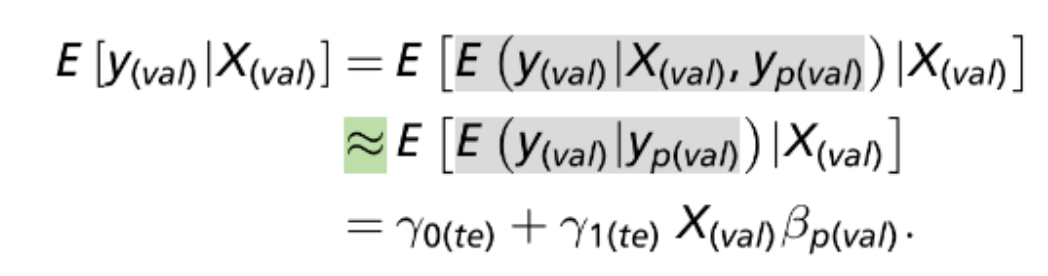 E [y(val)|X(val)] = E [E (y(val)|X(val), yp(val)) |X(val)]
≈ E [E (y(val)|yp(val)) |X(val)]
= γ0(te) + γ1(te) X(val)βp(val).